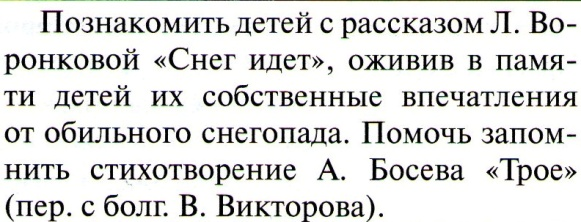 Познакомить детей с рассказом Л. Во-
ронковой «Снег идет», оживив в памя-
ти детей их собственные впечатления
от обильного снегопада. Помочь запом-
нить стихотворение А. Босева «Трое»
(пер. с болг. В. Викторова).